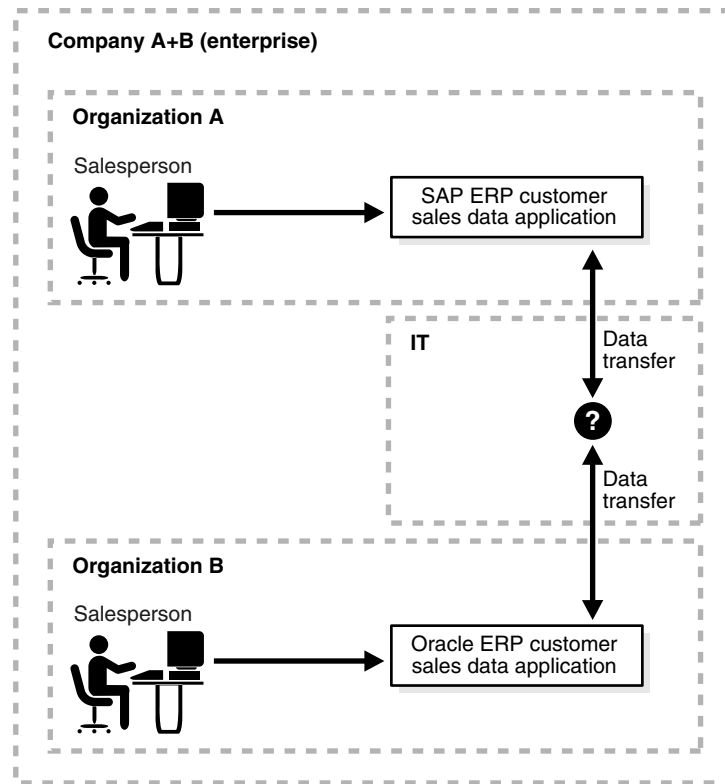 Company A+B (enterprise)
Organization A
Salesperson
SAP ERP customer
sales data application
IT
Data
transfer
?
Data
transfer
Organization B
Salesperson
Oracle ERP customer
sales data application